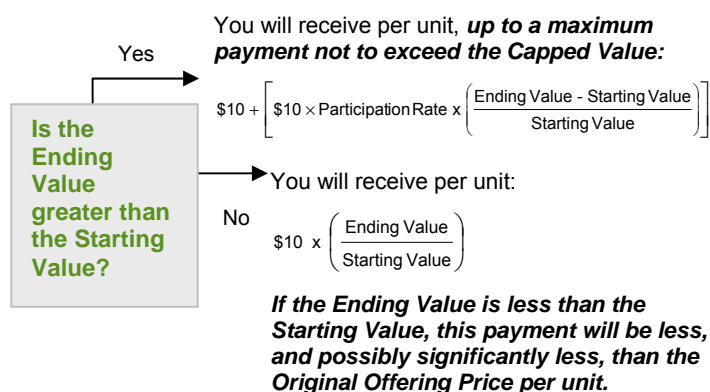 You will receive per unit, up to a maximum
payment not to exceed the Capped Value:
Yes
$10 + [ $10 × Participation Rate x ( Ending Value - Starting Value / Starting Value ) ]
Is the
Ending
Value
greater than
the Starting
Value?
You will receive per unit:
No
$10 x ( Ending Value / Starting Value )
If the Ending Value is less than the
Starting Value, this payment will be less,
and possibly significantly less, than the
Original Offering Price per unit.